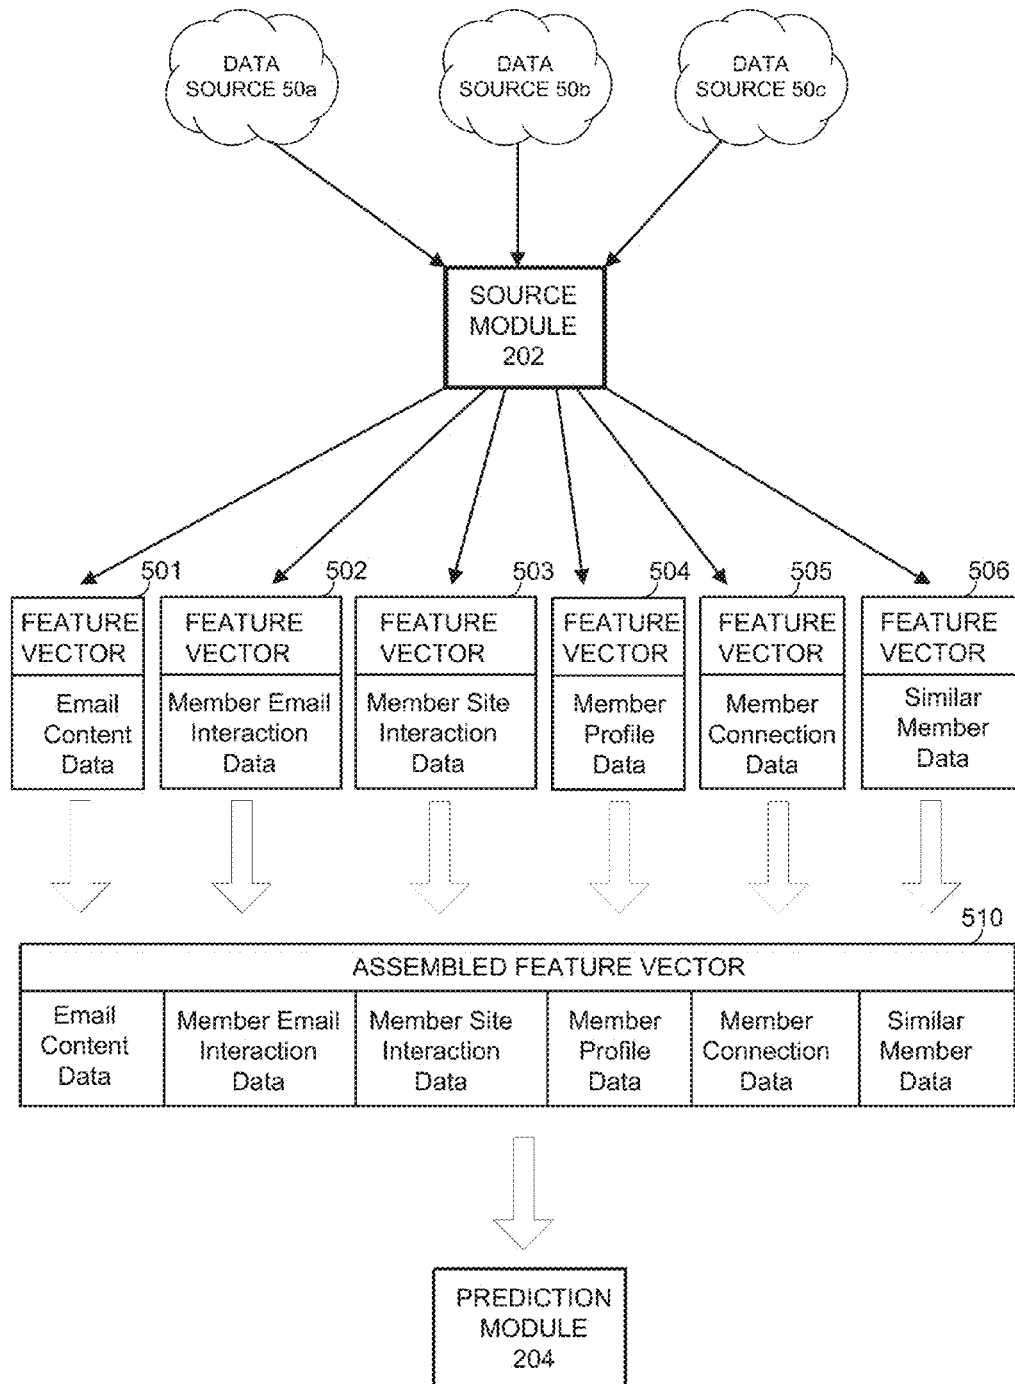 DATA
SOURCE 50a
DATA
SOURCE 50b
DATA
SOURCE 50c
SOURCE
MODULE
202
501
502
503
504
505
506
FEATURE
VECTOR
Email
Content
Data
FEATURE
VECTOR
Member Email
Interaction
Data
FEATURE
VECTOR
Member Site
Interaction
Data
FEATURE
VECTOR
Member
Profile
Data
FEATURE
VECTOR
Member
Connection
Data
FEATURE
VECTOR
Similar
Member
Data
510
ASSEMBLED FEATURE VECTOR
Email
Content
Data
Member Email
Interaction
Data
Member Site
Interaction
Data
Member
Profile
Data
Member
Connection
Data
Similar
Member
Data
PREDICTION
MODULE
204